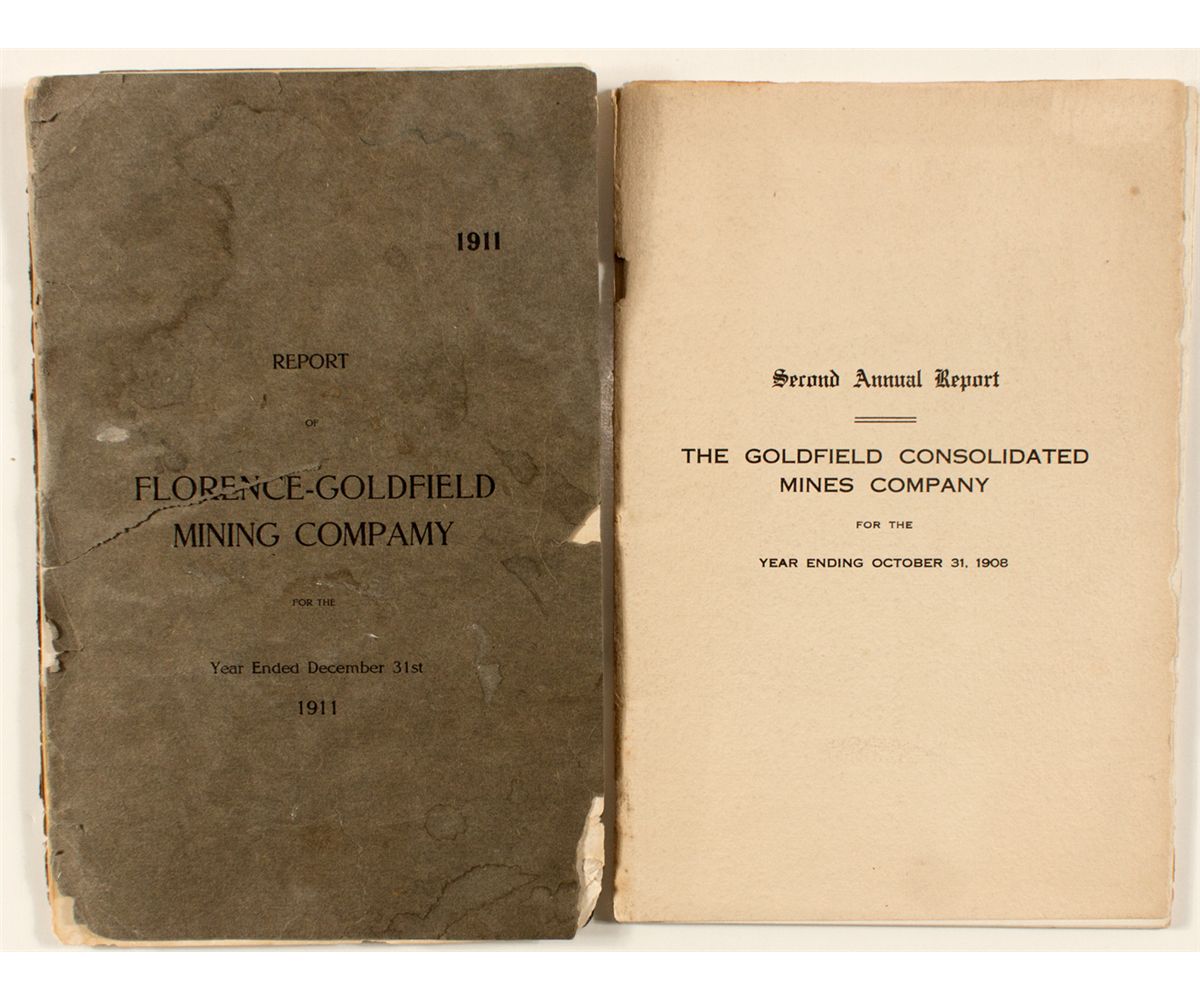 1911
REPORT
OF
FLORENCE-GOLDFIELD
MINING COMPAMY
FOR THE
Year Ended December 31st
1911
Second Annual Report
THE GOLDFIELD CONSOLIDATED
MINES COMPANY
FOR THE
YEAR ENDING OCTOBER 31, 1908